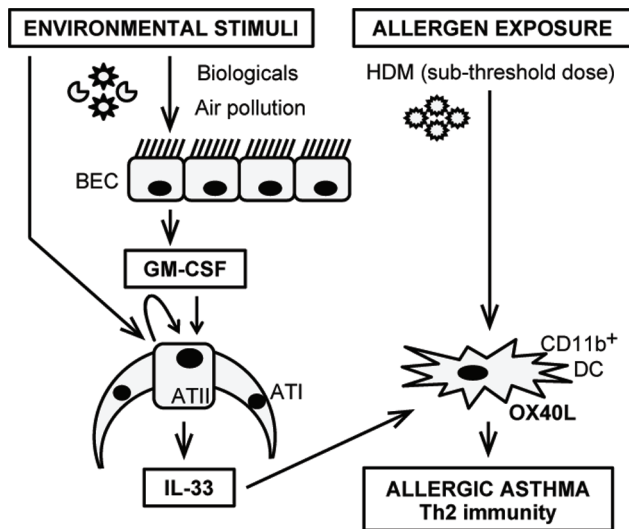 ENVIRONMENTAL STIMULI
Biologicals
Air pollution
BEC
GM-CSF
ATII
ATI
IL-33
ALLERGEN EXPOSURE
HDM (sub-threshold dose)
CD11b⁺
DC
OX40L
ALLERGIC ASTHMA
Th2 immunity